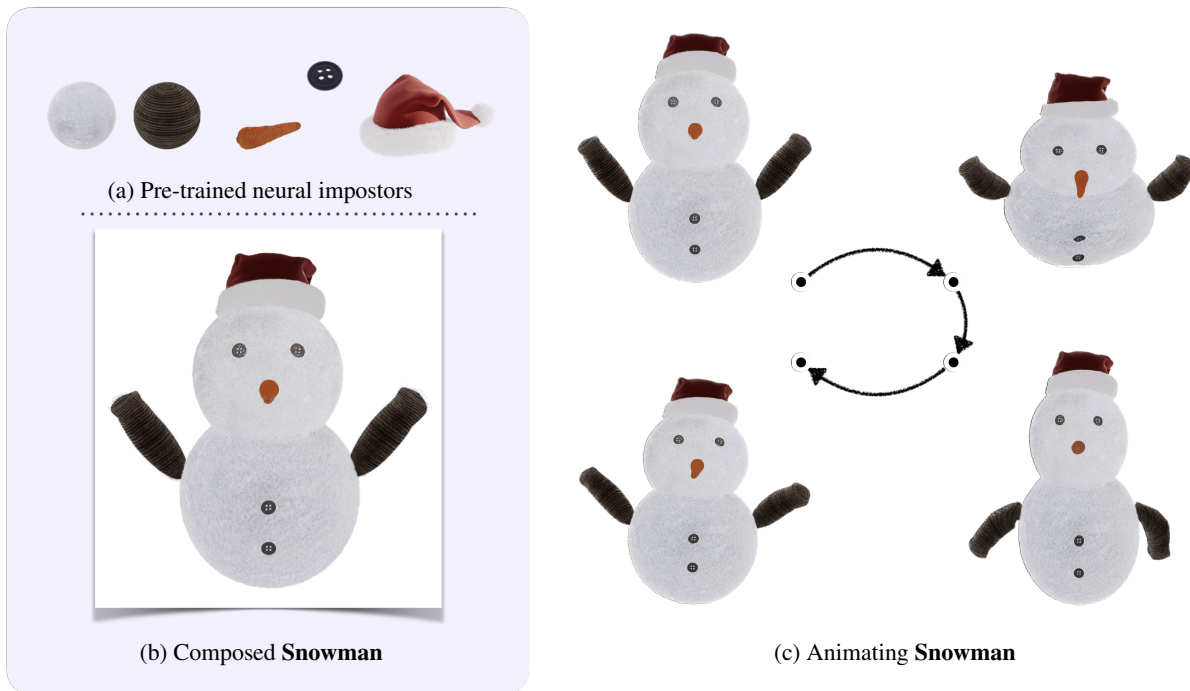 (a) Pre-trained neural impostors
(b) Composed Snowman
(c) Animating Snowman